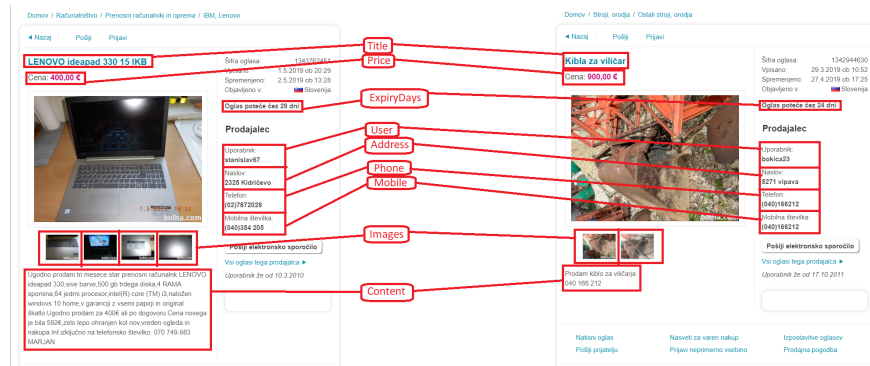 Domov / Računalništvo / Prenosni računalniki in oprema / IBM, Lenovo
◄ Nazaj Pošlji Prijavi
LENOVO ideapad 330 15 IKB
Cena: 400,00 €
Šifra oglasa: 1343762451
Vpisano: 1.5.2019 ob 20:29
Spremenjeno: 2.5.2019 ob 13:28
Objavljeno v: Slovenija
Oglas poteče čez 29 dni
Prodajalec
Uporabnik:
stanislav67
Naslov:
2325 Kidričevo
Telefon:
(02)7872028
Mobilna številka
(040)354 205
Pošlji elektronsko sporočilo
Vsi oglasi tega prodajalca ►
Uporabnik že od 10.3.2010
bolha.com
Ugodno prodam tri mesece star prenosni računalnik LENOVO
ideapad 330,sive barve,500 gb trdega diska,4 RAMA
spomina,64 jedrni procesor,intel(R) core (TM) i3,naložen
windovs 10 home,v garanciji z vsemi papirji in original
škatlo.Ugodno prodam za 400€ ali po dogovoru.Cena novega
je bila 592€,zelo lepo ohranjen kot nov,vreden ogleda in
nakupa.Inf.izključno na telefonsko številko: 070 749-983
MARJAN
Title
Price
ExpiryDays
User
Address
Phone
Mobile
Images
Content
Domov / Stroji, orodja / Ostali stroji, orodja
◄ Nazaj Pošlji Prijavi
Kibla za viličar
Cena: 900,00 €
Šifra oglasa: 1342944630
Vpisano: 29.3.2019 ob 10:52
Spremenjeno: 27.4.2019 ob 17:25
Objavljeno v: Slovenija
Oglas poteče čez 24 dni
Prodajalec
Uporabnik:
bokica23
Naslov:
5271 vipava
Telefon:
(040)166212
Mobilna številka
(040)166212
Pošlji elektronsko sporočilo
Vsi oglasi tega prodajalca ►
Uporabnik že od 17.10.2011
bolha.com
Prodam kiblo za viličarja
040 166 212
Natisni oglas Nasveti za varen nakup Izpostavitve oglasov
Pošlji prijatelju Prijavi neprimerno vsebino Prodajna pogodba